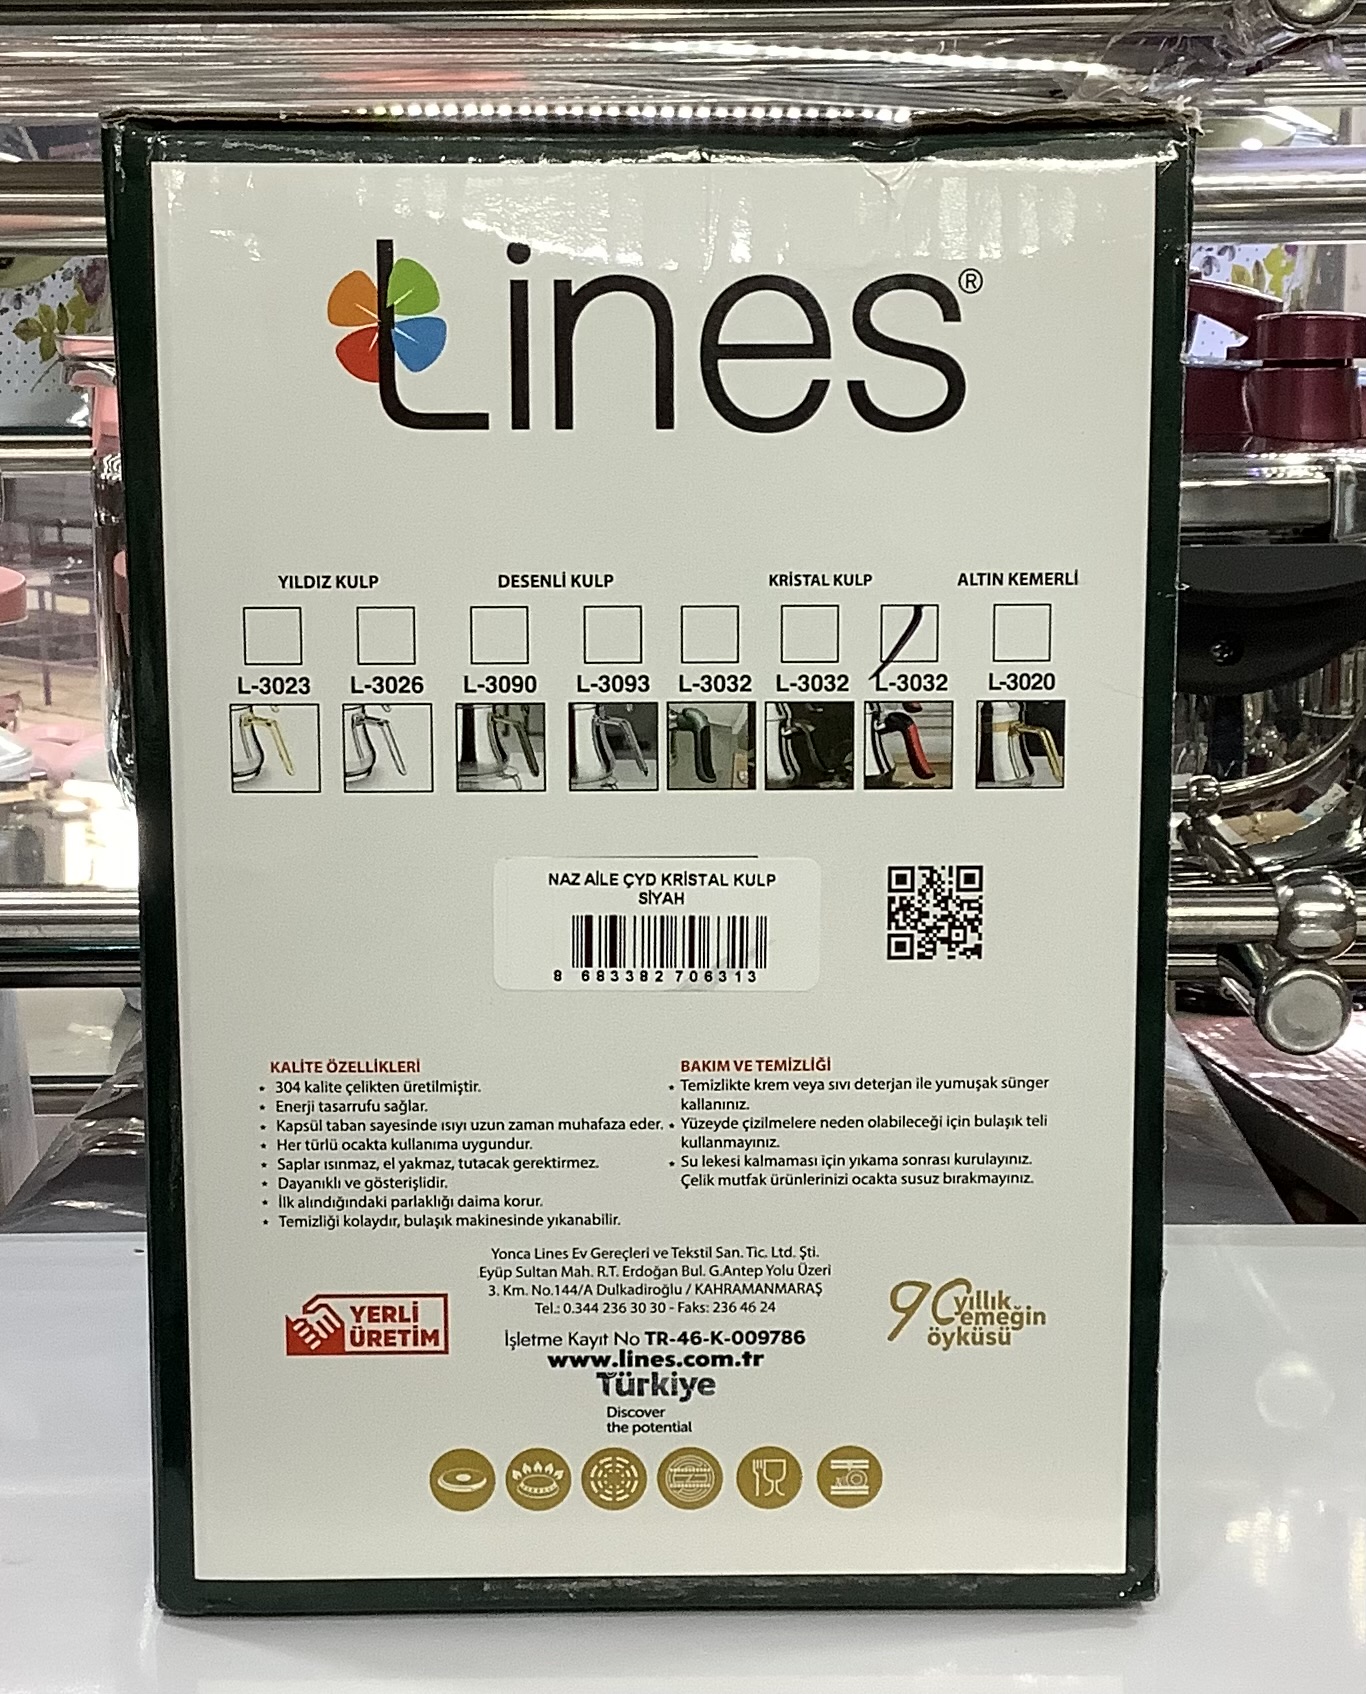 Lines®
YILDIZ KULP DESENLİ KULP KRİSTAL KULP ALTIN KEMERLİ
L-3023 L-3026 L-3090 L-3093 L-3032 L-3032 L-3032 L-3020
NAZ AİLE ÇYD KRİSTAL KULP
SİYAH
8 683382 706313
KALİTE ÖZELLİKLERİ
* 304 kalite çelikten üretilmiştir.
* Enerji tasarrufu sağlar.
* Kapsül taban sayesinde ısıyı uzun zaman muhafaza eder.
* Her türlü ocakta kullanıma uygundur.
* Saplar ısınmaz, el yakmaz, tutacak gerektirmez.
* Dayanıklı ve gösterişlidir.
* İlk alındığındaki parlaklığı daima korur.
* Temizliği kolaydır, bulaşık makinesinde yıkanabilir.
BAKIM VE TEMİZLİĞİ
* Temizlikte krem veya sıvı deterjan ile yumuşak sünger
kallanınız.
* Yüzeyde çizilmelere neden olabileceği için bulaşık teli
kullanmayınız.
* Su lekesi kalmaması için yıkama sonrası kurulayınız.
Çelik mutfak ürünlerinizi ocakta susuz bırakmayınız.
Yonca Lines Ev Gereçleri ve Tekstil San. Tic. Ltd. Şti.
Eyüp Sultan Mah. R.T. Erdoğan Bul. G.Antep Yolu Üzeri
3. Km. No.144/A Dulkadiroğlu / KAHRAMANMARAŞ
Tel.: 0.344 236 30 30 - Faks: 236 46 24
İşletme Kayıt No TR-46-K-009786
www.lines.com.tr
Türkiye
Discover
the potential
YERLİ
ÜRETİM
90 yıllık
emeğin
öyküsü